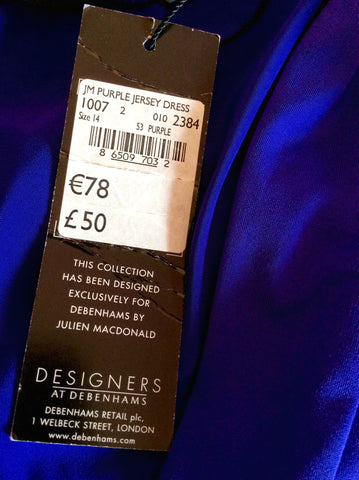 JM PURPLE JERSEY DRESS
1007 2 010 2384
Size 14 53 PURPLE
8 6509 703 2
€78
£50
THIS COLLECTION
HAS BEEN DESIGNED
EXCLUSIVELY FOR
DEBENHAMS BY
JULIEN MACDONALD
DESIGNERS
AT DEBENHAMS
DEBENHAMS RETAIL plc,
1 WELBECK STREET, LONDON
www.debenhams.com